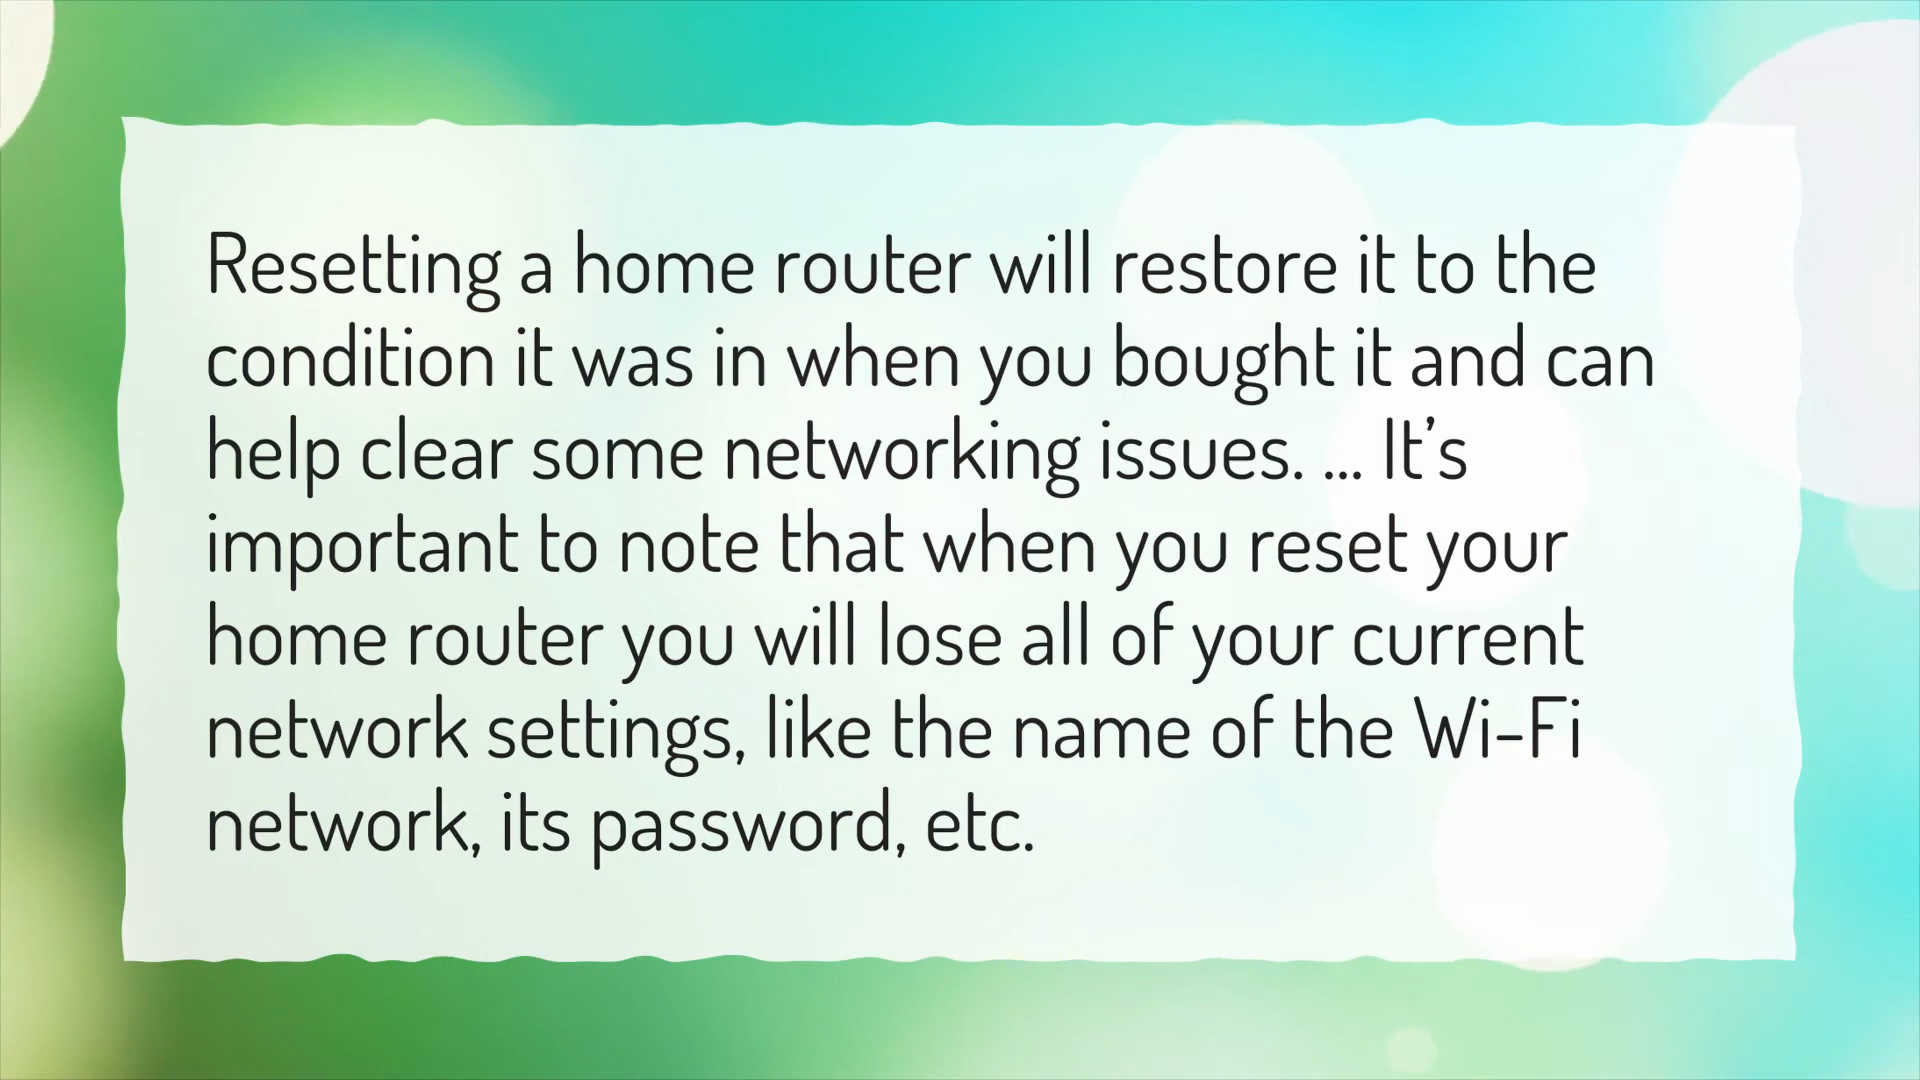 Resetting a home router will restore it to the
condition it was in when you bought it and can
help clear some networking issues. ... It’s
important to note that when you reset your
home router you will lose all of your current
network settings, like the name of the Wi-Fi
network, its password, etc.